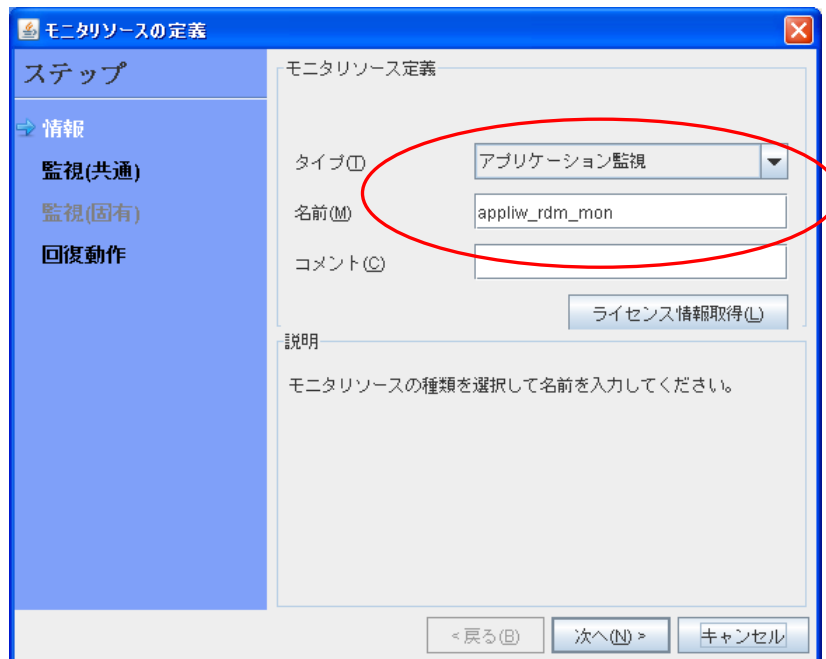 モニタリソースの定義
ステップ
情報
監視(共通)
監視(固有)
回復動作
モニタリソース定義
タイプ(T) アプリケーション監視
名前(M) appliw_rdm_mon
コメント(C)
ライセンス情報取得(L)
説明
モニタリソースの種類を選択して名前を入力してください。
<戻る(B) 次へ(N) > キャンセル